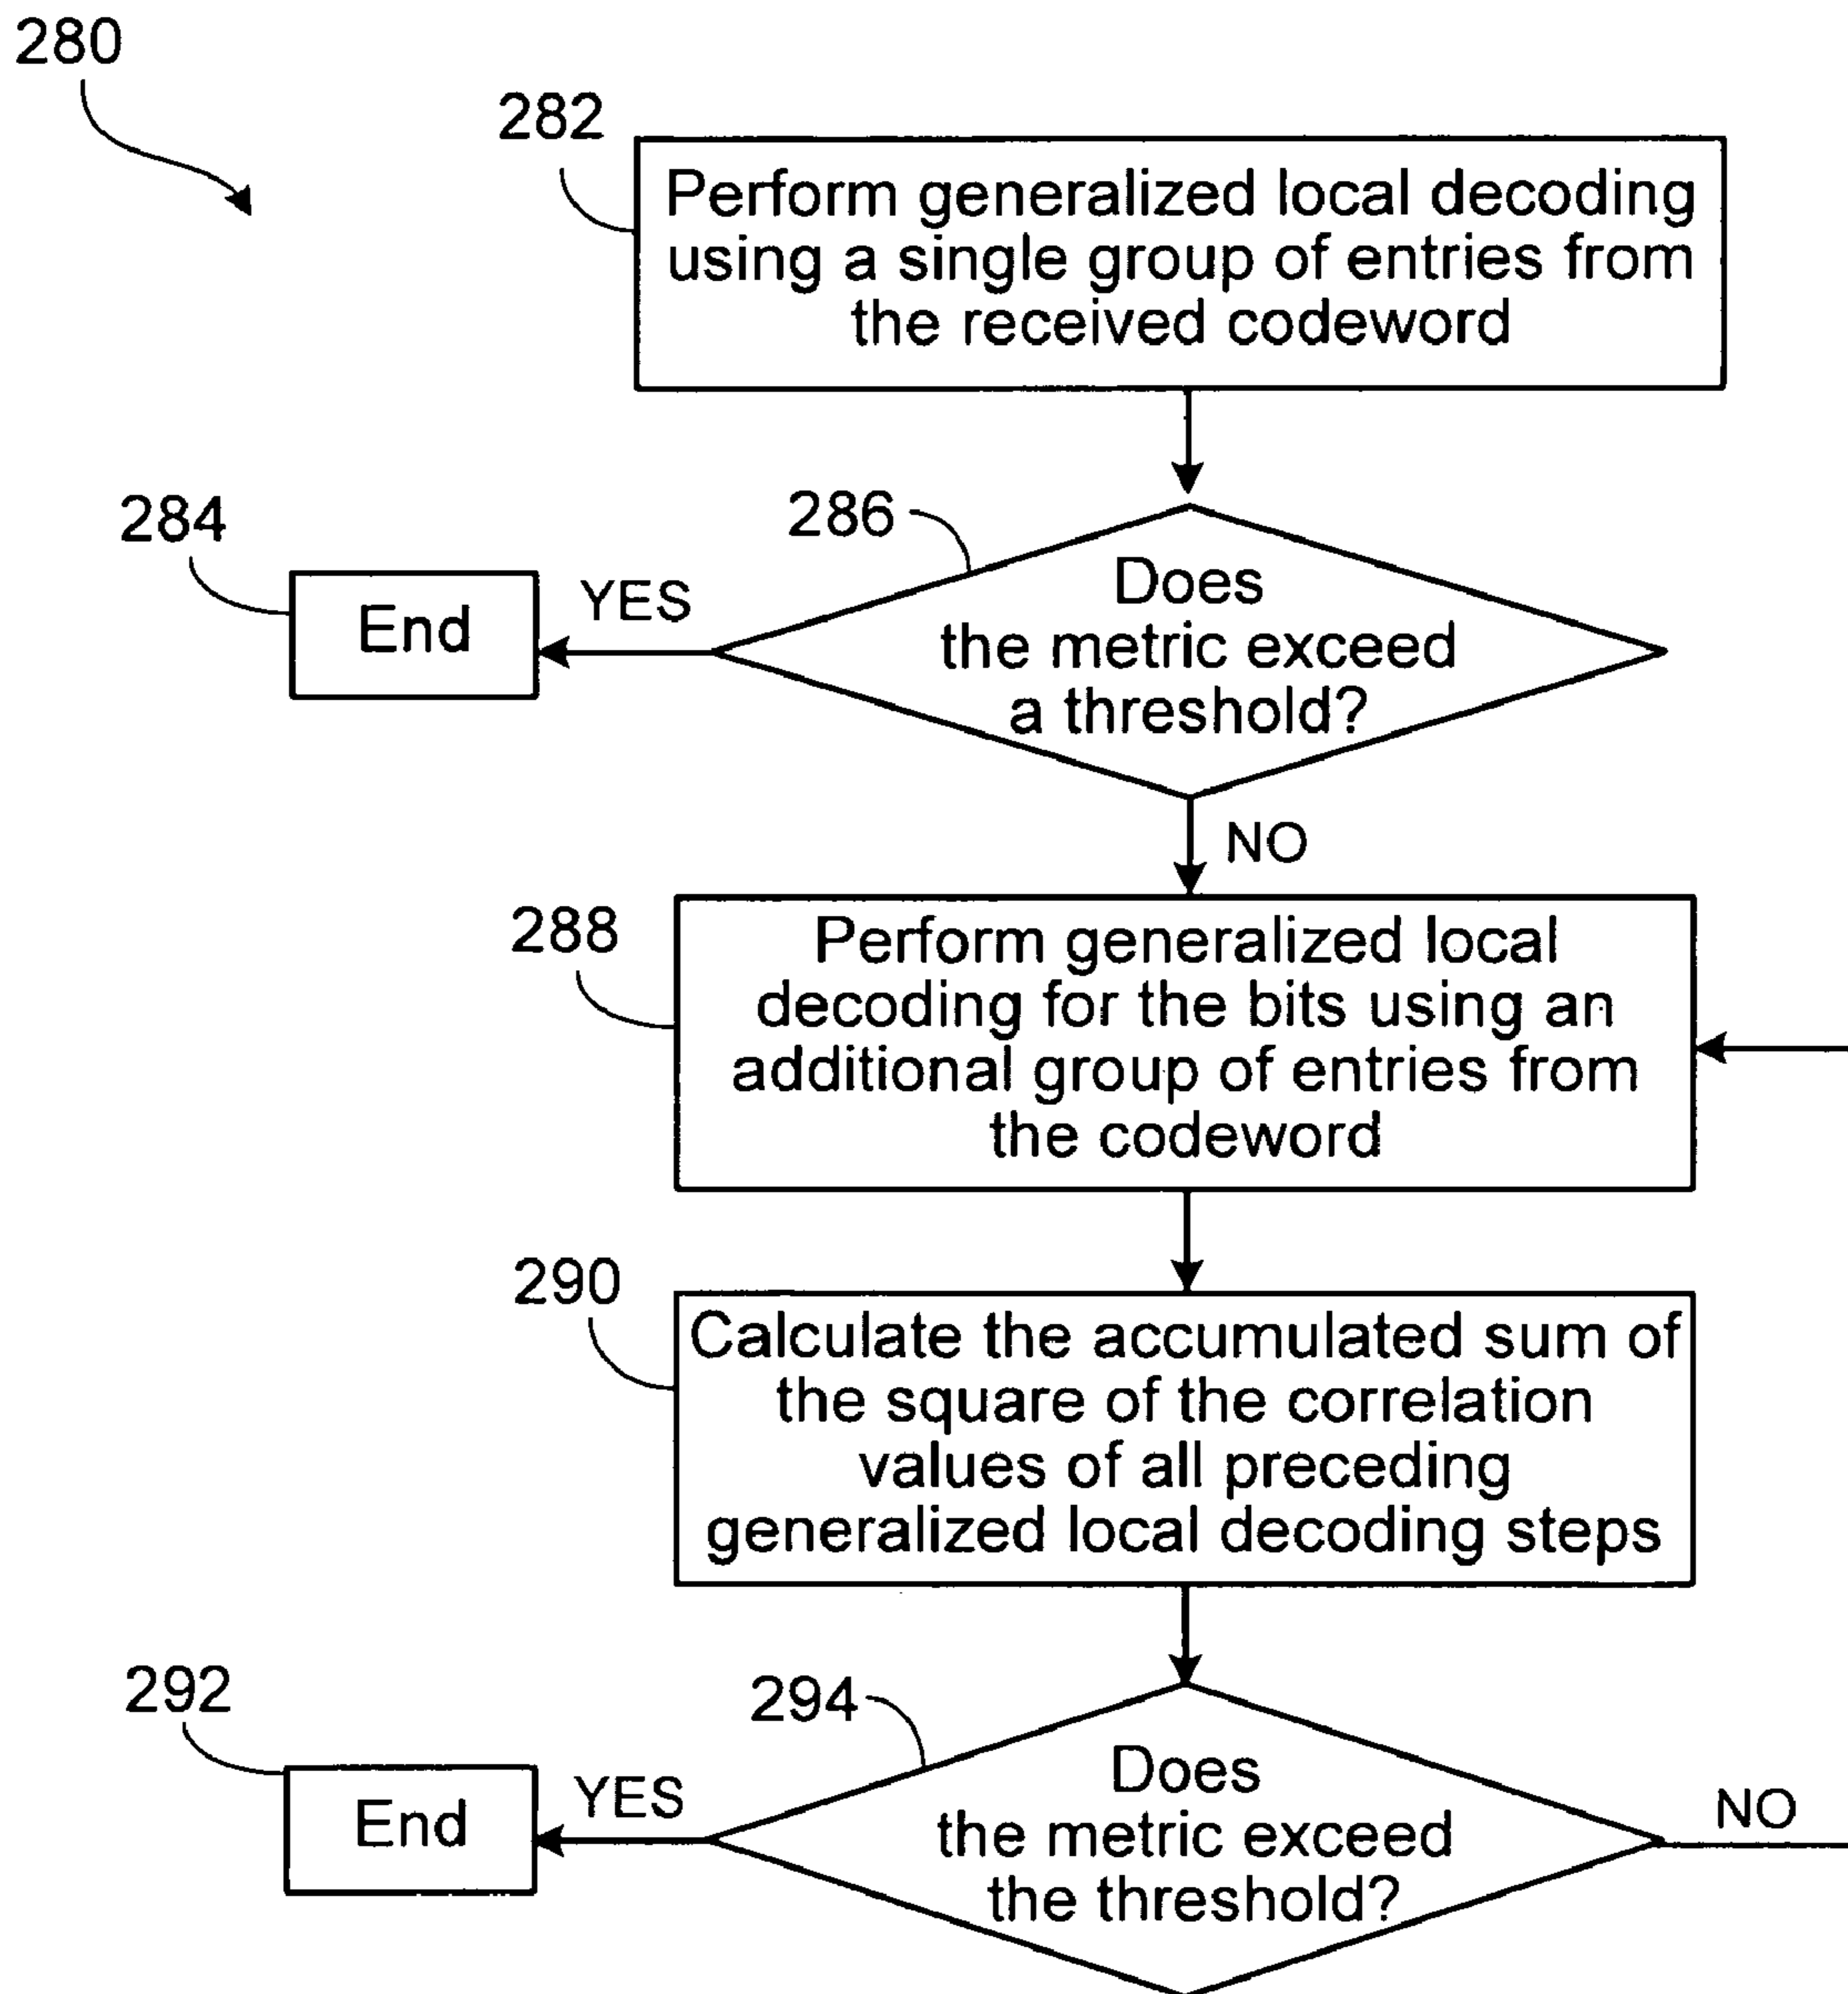 280
282
Perform generalized local decoding
using a single group of entries from
the received codeword
284
End
YES
286
Does
the metric exceed
a threshold?
NO
288
Perform generalized local
decoding for the bits using an
additional group of entries from
the codeword
290
Calculate the accumulated sum of
the square of the correlation
values of all preceding
generalized local decoding steps
292
End
YES
294
Does
the metric exceed
the threshold?
NO